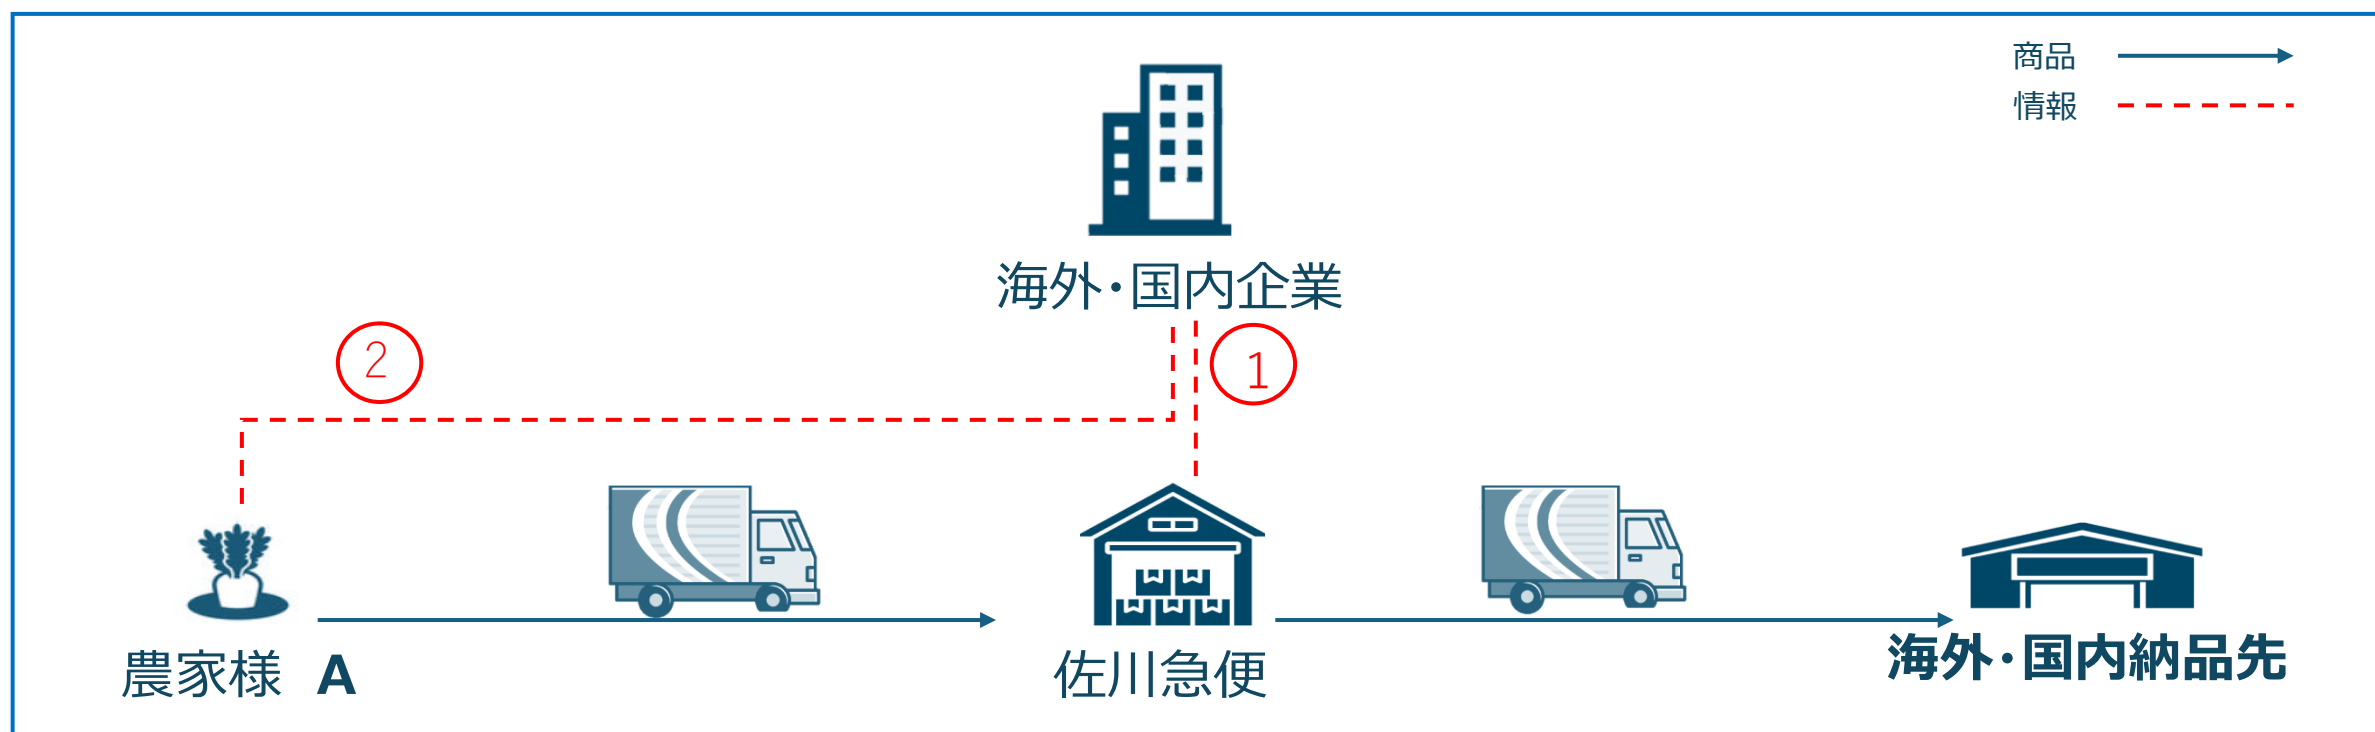 商品
情報
海外・国内企業
2
1
農家様 A
佐川急便
海外・国内納品先